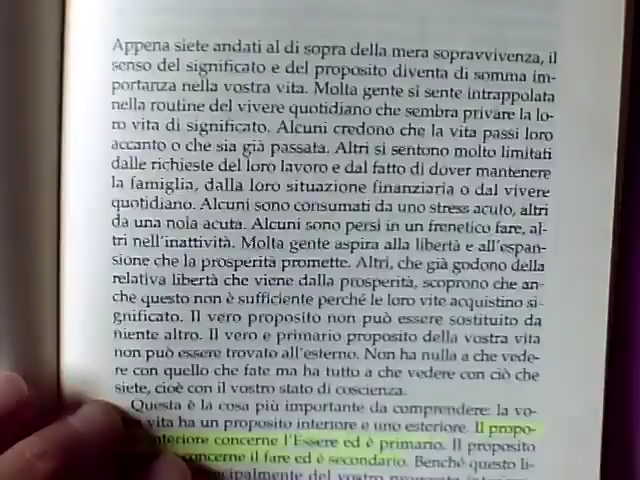 Appena siete andati al di sopra della mera sopravvivenza, il
senso del significato e del proposito diventa di somma im-
portanza nella vostra vita. Molta gente si sente intrappolata
nella routine del vivere quotidiano che sembra privare la lo-
ro vita di significato. Alcuni credono che la vita passi loro
accanto o che sia già passata. Altri si sentono molto limitati
dalle richieste del loro lavoro e dal fatto di dover mantenere
la famiglia, dalla loro situazione finanziaria o dal vivere
quotidiano. Alcuni sono consumati da uno stress acuto, altri
da una noia acuta. Alcuni sono persi in un frenetico fare, al-
tri nell'inattività. Molta gente aspira alla libertà e all'espan-
sione che la prosperità promette. Altri, che già godono della
relativa libertà che viene dalla prosperità, scoprono che an-
che questo non è sufficiente perché le loro vite acquistino si-
gnificato. Il vero proposito non può essere sostituito da
niente altro. Il vero e primario proposito della vostra vita
non può essere trovato all'esterno. Non ha nulla a che vede-
re con quello che fate ma ha tutto a che vedere con ciò che
siete, cioè con il vostro stato di coscienza.
Questa è la cosa più importante da comprendere: la vo-
vita ha un proposito interiore e uno esteriore. Il propo-
interiore concerne l'Essere ed è primario. Il proposito
concerne il fare ed è secondario. Benché questo li-
principalmente del vostro